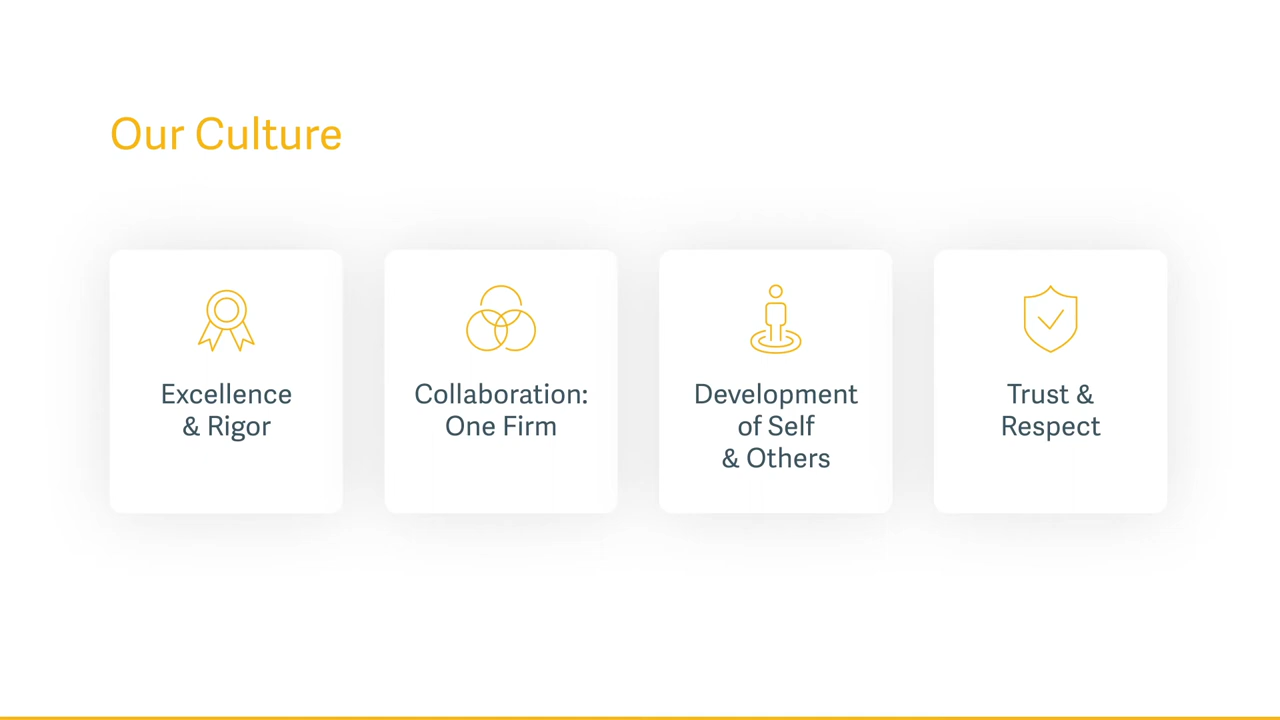 Our Culture
Excellence
& Rigor
Collaboration:
One Firm
Development
of Self
& Others
Trust &
Respect